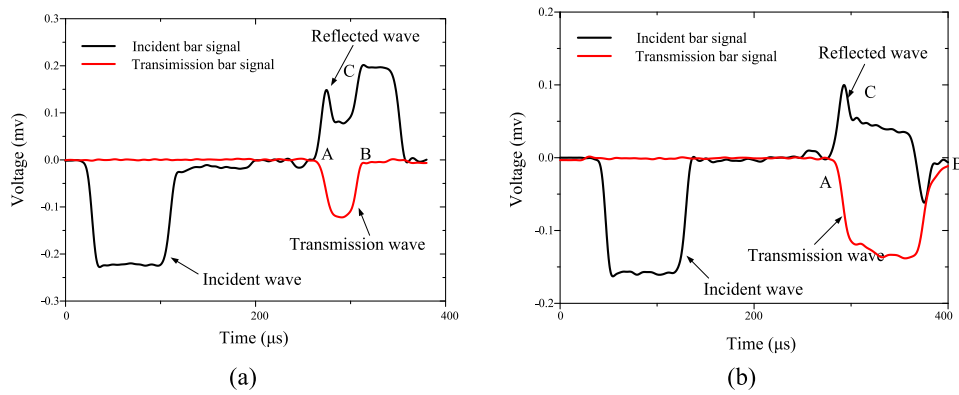 0.3
0.2
0.1
0.0
-0.1
-0.2
-0.3
Voltage (mv)
Incident bar signal
Transimission bar signal
Reflected wave
C
A
B
Transmission wave
Incident wave
0
200
400
Time (μs)
(a)
0.2
0.1
0.0
-0.1
-0.2
Voltage (mv)
Incident bar signal
Transmission bar signal
Reflected wave
C
A
B
Transmission wave
Incident wave
0
200
400
Time (μs)
(b)